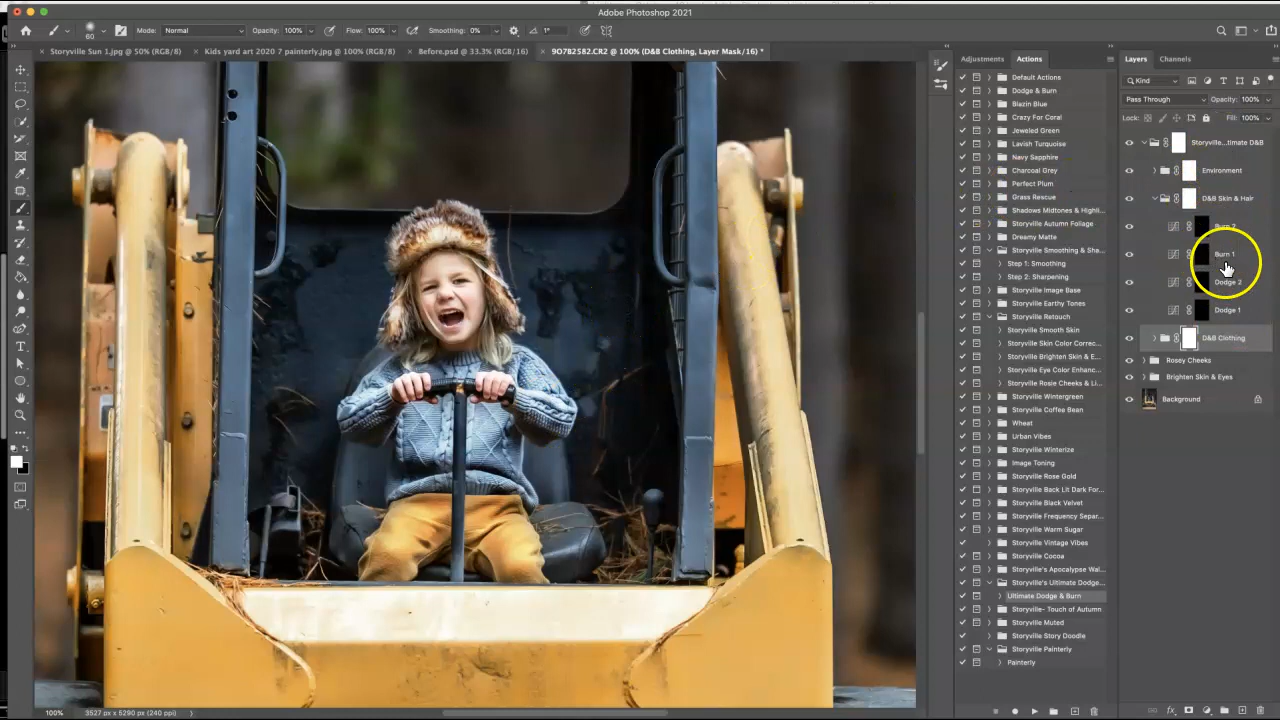 Adobe Photoshop 2021
60
Mode: Normal
Opacity: 100%
Flow: 100%
Smoothing: 0%
1°
Storyville Sun 1.jpg @ 50% (RGB/8)
Kids yard art 2020 7 painterly.jpg @ 100% (RGB/8)
Before.psd @ 33.3% (RGB/16)
9O7B2582.CR2 @ 100% (D&B Clothing, Layer Mask/16) *
Adjustments
Actions
Default Actions
Dodge & Burn
Blazin Blue
Crazy For Coral
Jeweled Green
Lavish Turquoise
Navy Sapphire
Charcoal Grey
Perfect Plum
Grass Rescue
Shadows Midtones & Highli...
Storyville Autumn Foliage
Dreamy Matte
Storyville Smoothing & Sha...
Step 1: Smoothing
Step 2: Sharpening
Storyville Image Base
Storyville Earthy Tones
Storyville Retouch
Storyville Smooth Skin
Storyville Skin Color Correc...
Storyville Brighten Skin & E...
Storyville Eye Color Enhanc...
Storyville Rosie Cheeks & Li...
Storyville Wintergreen
Storyville Coffee Bean
Wheat
Urban Vibes
Storyville Winterize
Image Toning
Storyville Rose Gold
Storyville Back Lit Dark For...
Storyville Black Velvet
Storyville Frequency Separ...
Storyville Warm Sugar
Storyville Vintage Vibes
Storyville Cocoa
Storyville's Apocalypse Wal...
Storyville's Ultimate Dodge...
Ultimate Dodge & Burn
Storyville- Touch of Autumn
Storyville Muted
Storyville Story Doodle
Storyville Painterly
Painterly
Layers
Channels
Kind
Pass Through
Opacity: 100%
Lock:
Fill: 100%
Storyville...timate D&B
Environment
D&B Skin & Hair
Burn 2
Burn 1
Dodge 2
Dodge 1
D&B Clothing
Rosey Cheeks
Brighten Skin & Eyes
Background
100%
3527 px x 5290 px (240 ppi)